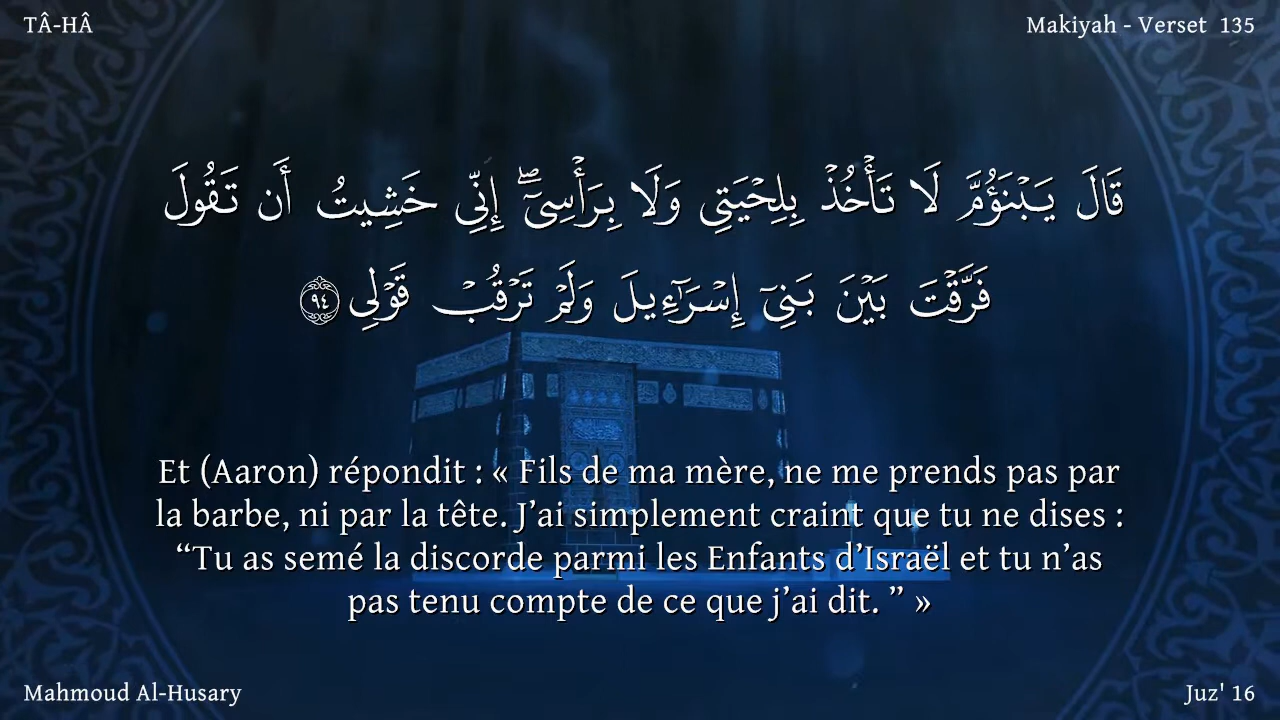 TÂ-HÂ
Makiyah - Verset 135
قَالَ يَبْنَؤُمَّ لَا تَأْخُذْ بِلِحْيَتِى وَلَا بِرَأْسِىٓ ۖ إِنِّى خَشِيتُ أَن تَقُولَ
فَرَّقْتَ بَيْنَ بَنِىٓ إِسْرَٰٓءِيلَ وَلَمْ تَرْقُبْ قَوْلِى ٩٤
Et (Aaron) répondit : « Fils de ma mère, ne me prends pas par
la barbe, ni par la tête. J’ai simplement craint que tu ne dises :
“Tu as semé la discorde parmi les Enfants d’Israël et tu n’as
pas tenu compte de ce que j’ai dit. ” »
Mahmoud Al-Husary
Juz' 16